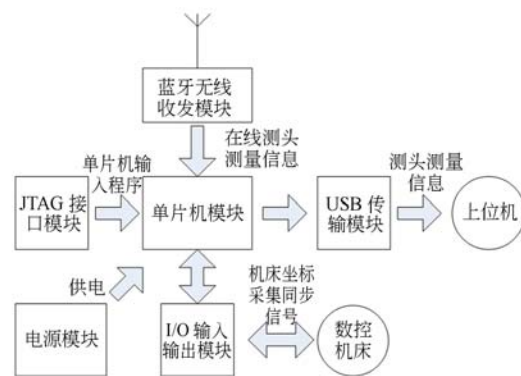 蓝牙无线
收发模块
在线测头
测量信息
单片机输
入程序
测头测量
信息
JTAG 接
口模块
单片机模块
USB 传
输模块
上位机
供电
机床坐标
采集同步
信号
电源模块
I/O 输入
输出模块
数控
机床